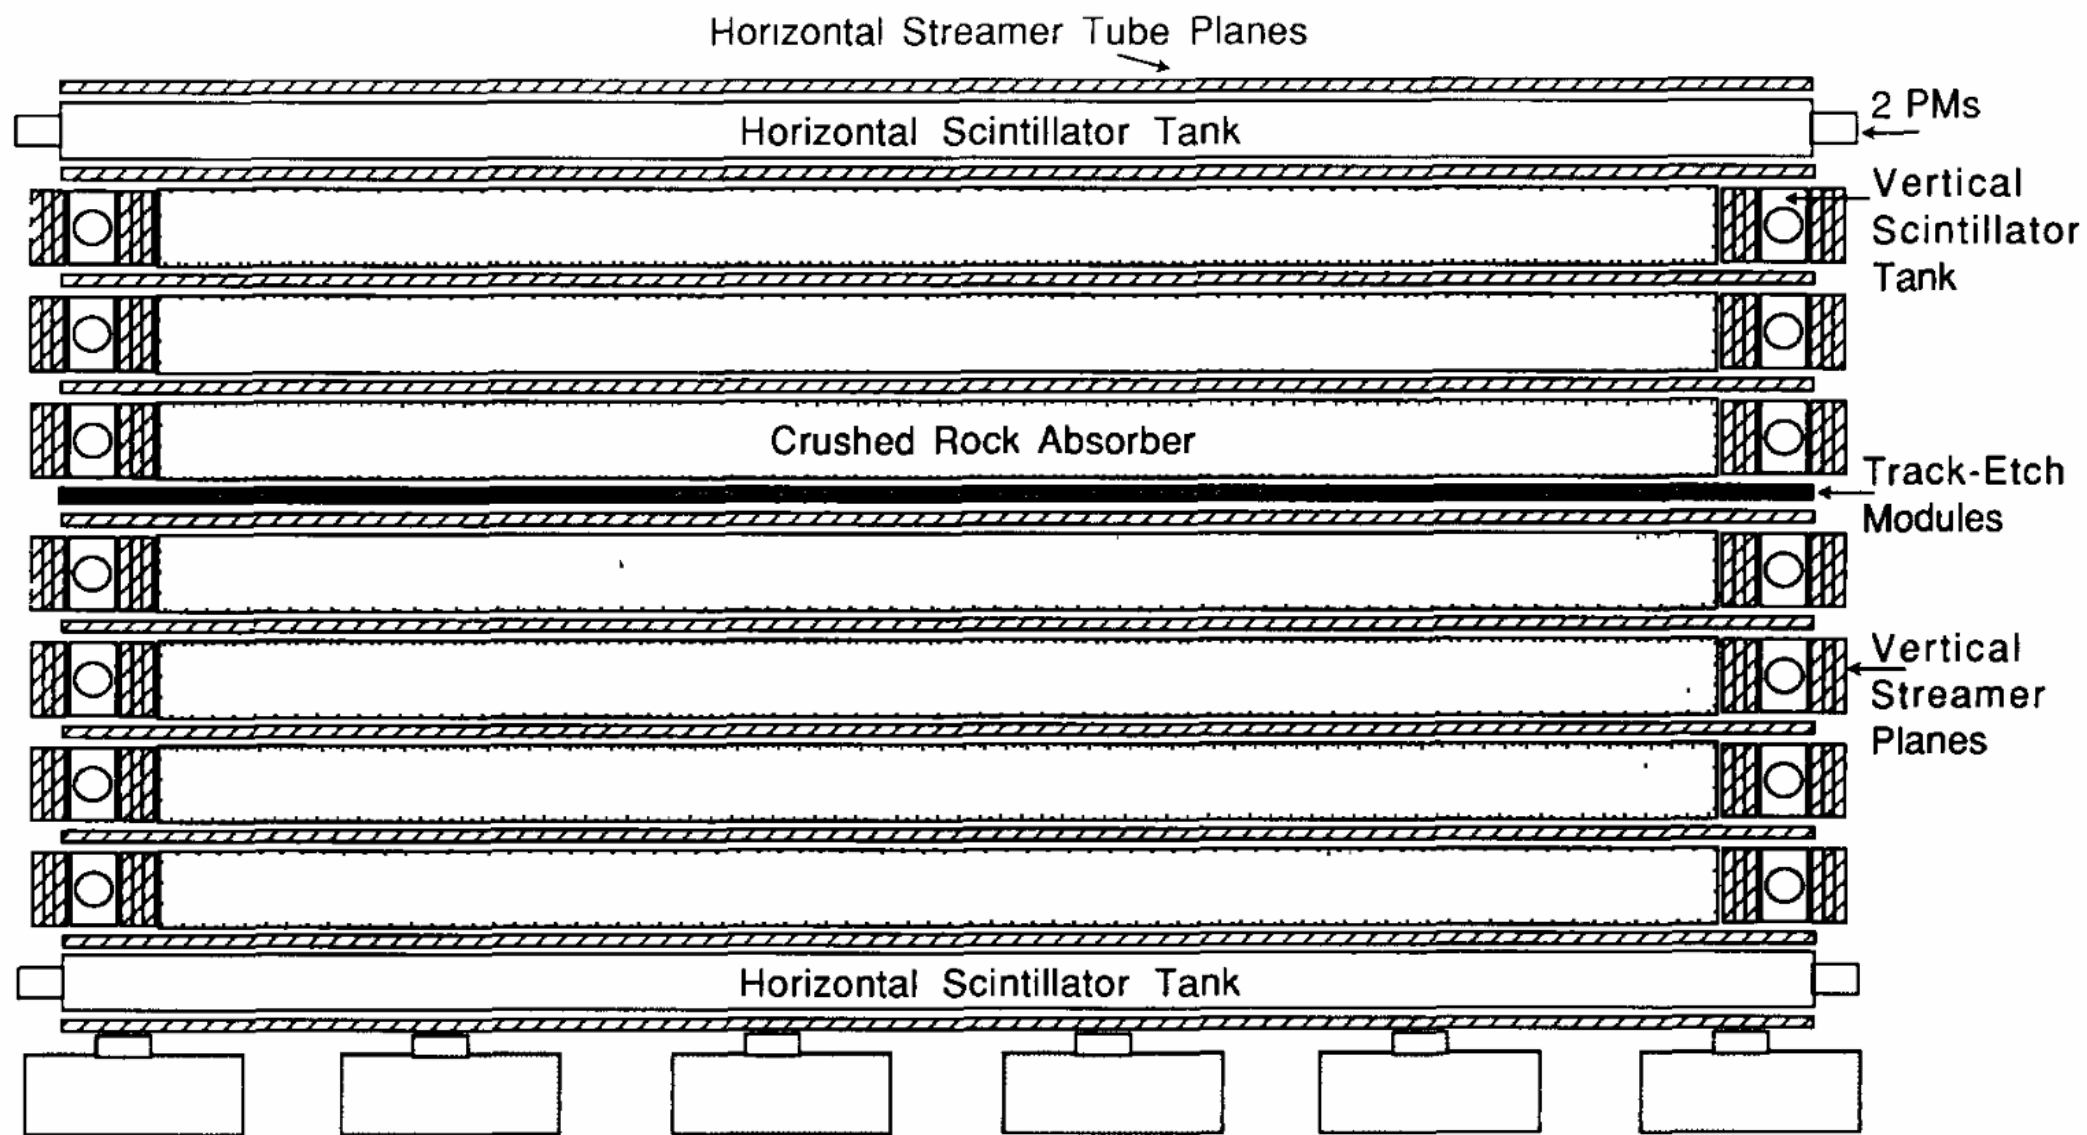 Horizontal Streamer Tube Planes
2 PMs
Horizontal Scintillator Tank
Vertical
Scintillator
Tank
Crushed Rock Absorber
Track-Etch
Modules
Vertical
Streamer
Planes
Horizontal Scintillator Tank